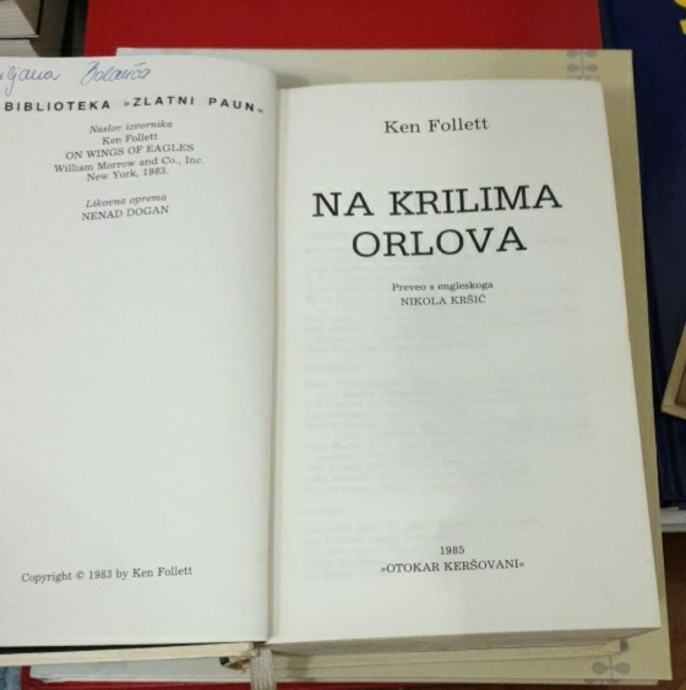 BIBLIOTEKA »ZLATNI PAUN«
Naslov izvornika
Ken Follett
ON WINGS OF EAGLES
William Morrow and Co., Inc.
New York, 1983.
Likovna oprema
NENAD DOGAN
Copyright © 1983 by Ken Follett
Ken Follett
NA KRILIMA
ORLOVA
Preveo s engleskoga
NIKOLA KRŠIČ
1985
»OTOKAR KERŠOVANI«